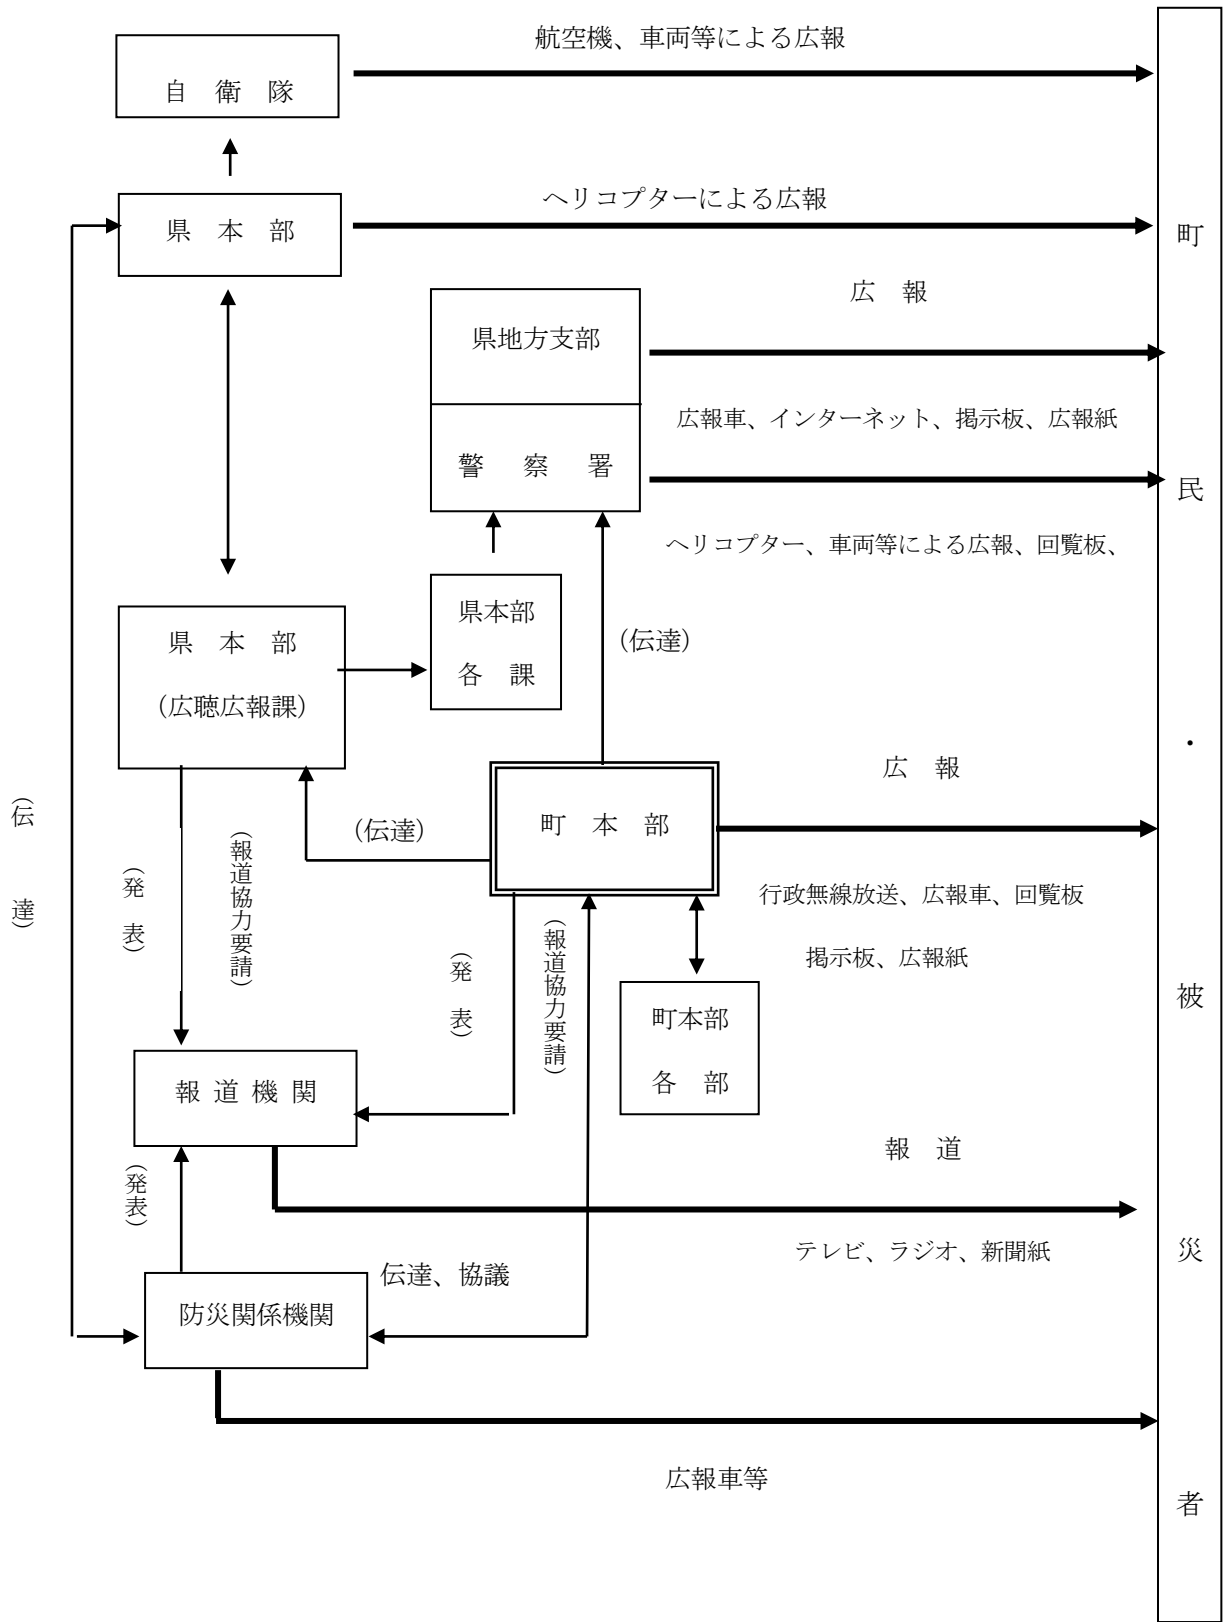 航空機、車両等による広報
自　衛　隊
ヘリコプターによる広報
県　本　部
広　報
県地方支部
広報車、インターネット、掲示板、広報紙
警　察　署
ヘリコプター、車両等による広報、回覧板、
県本部
各　課
（伝達）
県　本　部
（広聴広報課）
広　報
町　本　部
（伝達）
（伝　達）
（発　表）
（報道協力要請）
行政無線放送、広報車、回覧板
掲示板、広報紙
（発　表）
（報道協力要請）
町本部
各　部
報 道 機 関
報　道
（発表）
テレビ、ラジオ、新聞紙
伝達、協議
防災関係機関
広報車等
町民・被災者